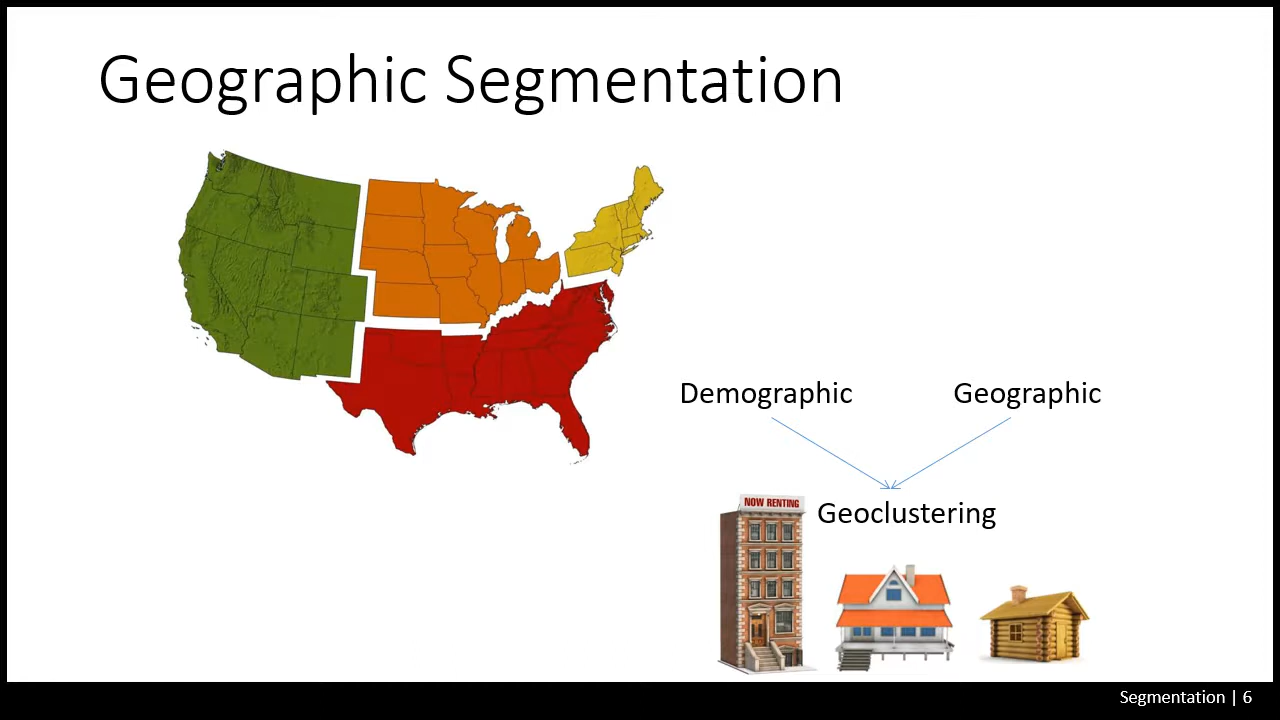 Geographic Segmentation
Demographic
Geographic
NOW RENTING
Geoclustering
Segmentation | 6